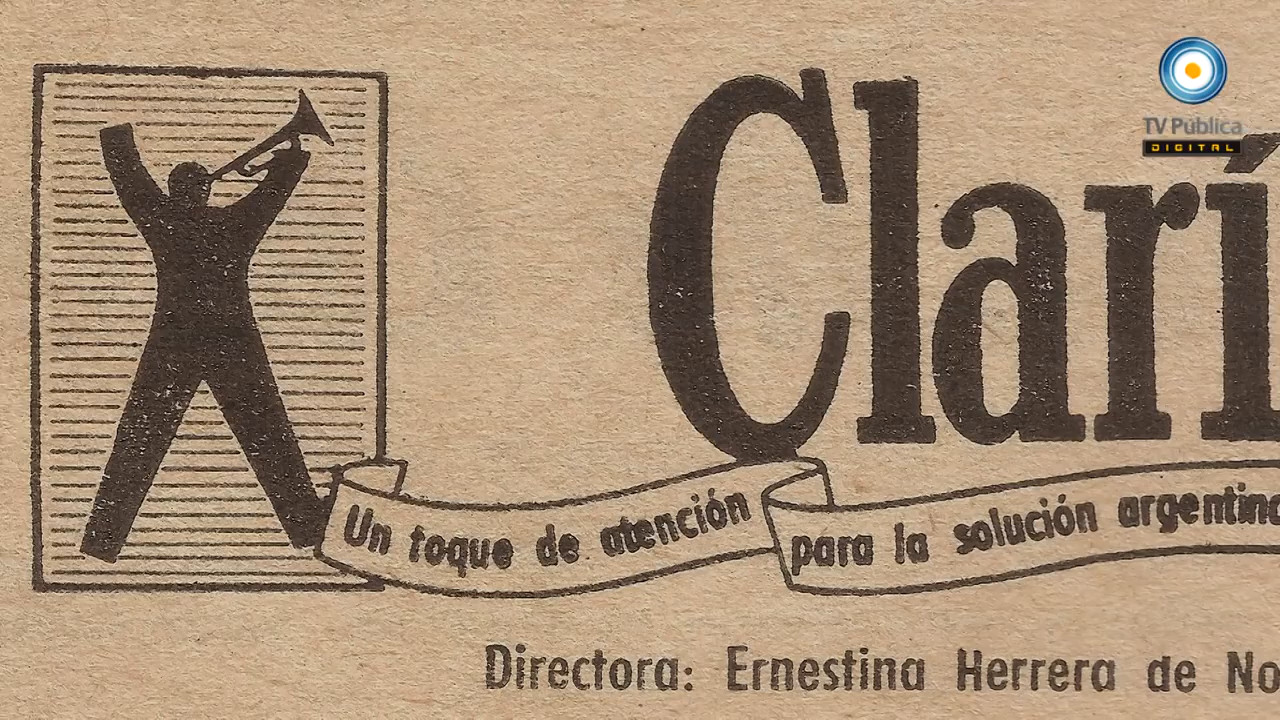 TV Pública
DIGITAL
Clarí
Un toque de atención para la solución argentina
Directora: Ernestina Herrera de No